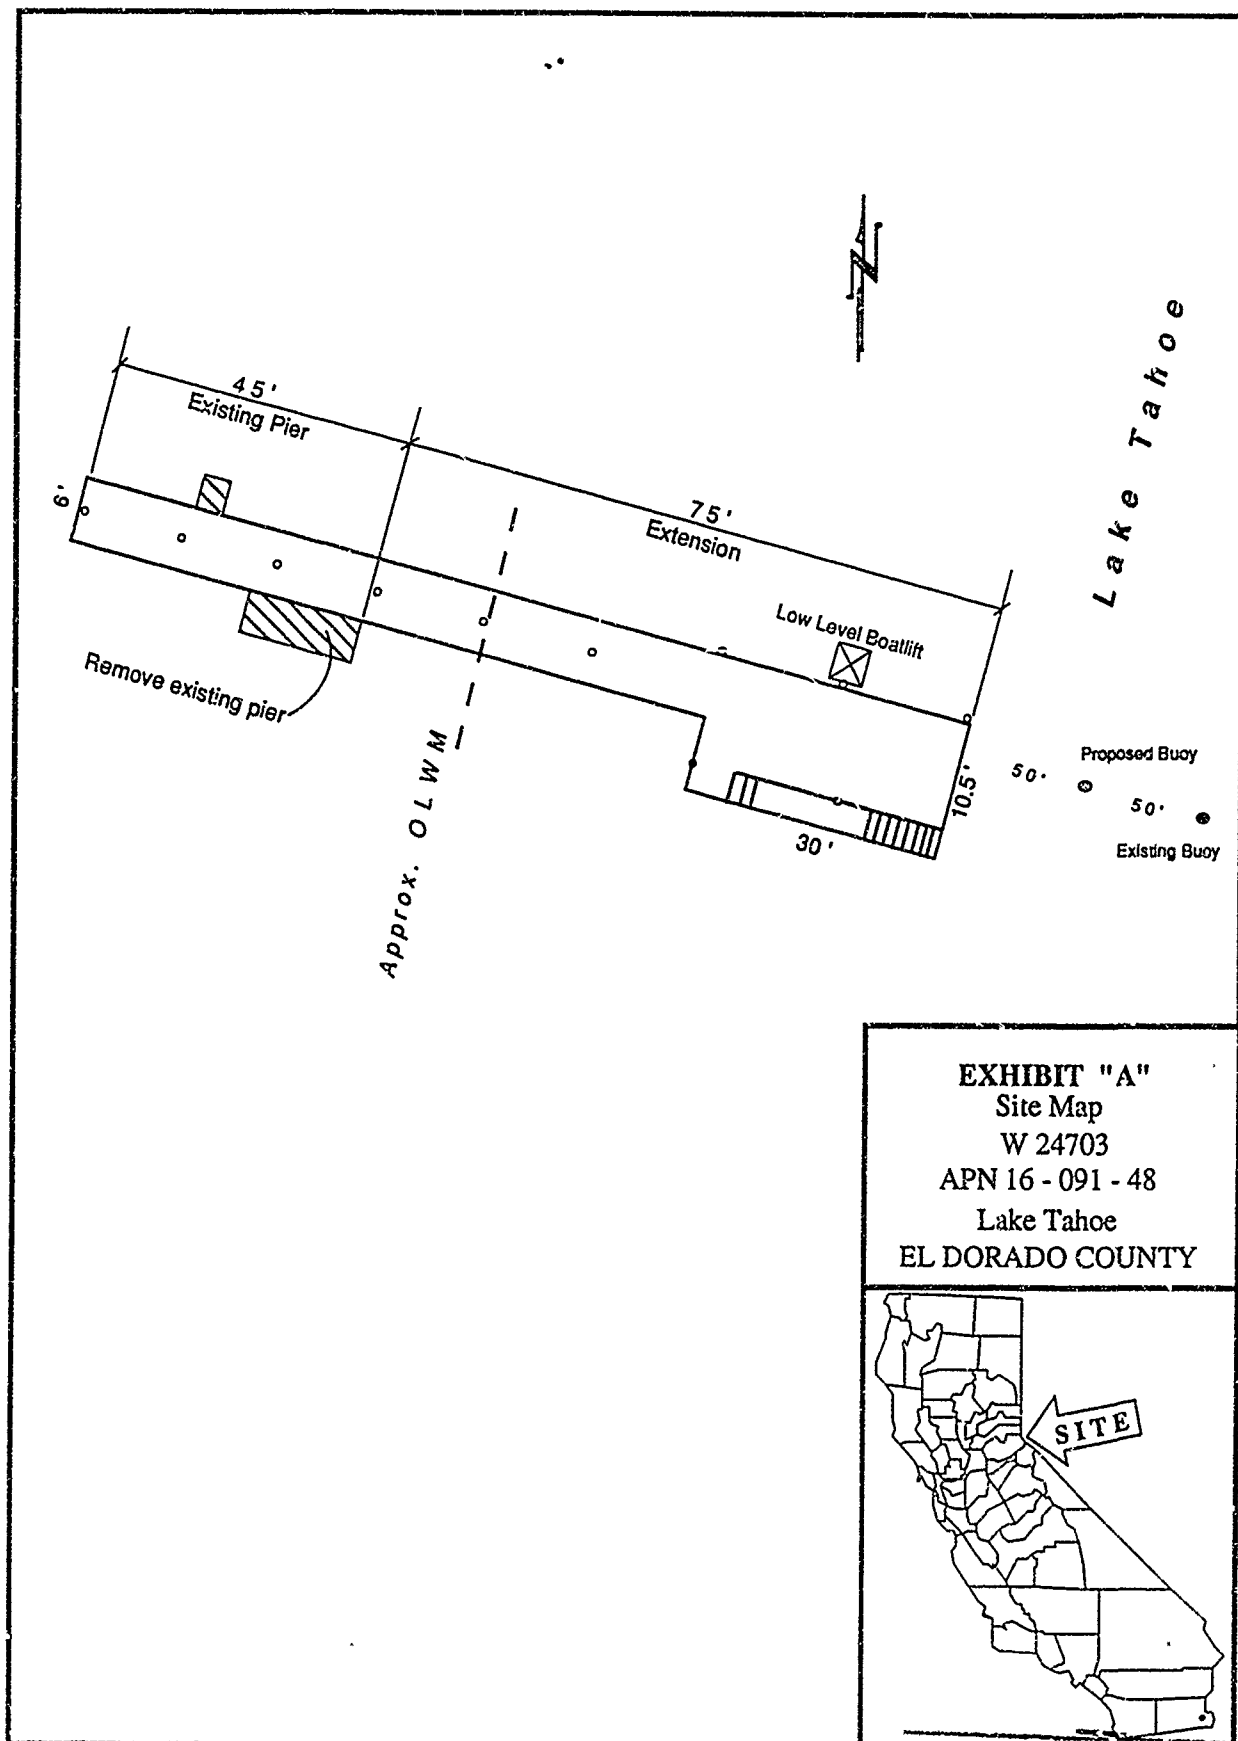 N
Lake Tahoe
45'
Existing Pier
6'
75'
Extension
Low Level Boatlift
Remove existing pier
Approx. OLWM
30'
10.5'
50'
Proposed Buoy
50'
Existing Buoy
EXHIBIT "A"
Site Map
W 24703
APN 16 - 091 - 48
Lake Tahoe
EL DORADO COUNTY
SITE